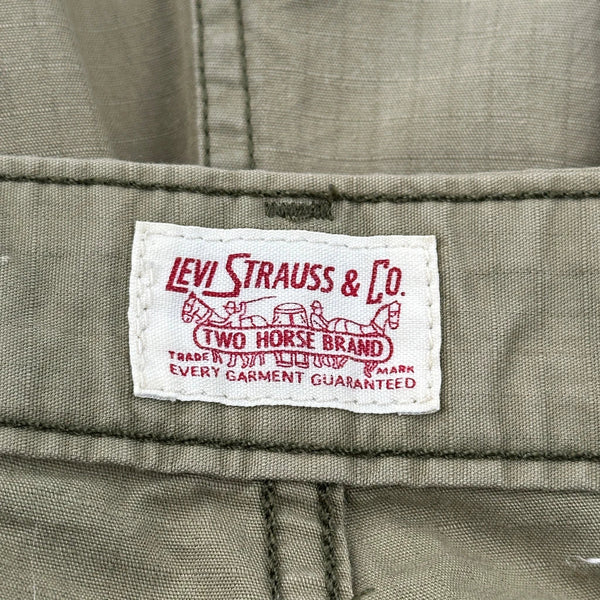 LEVI STRAUSS & CO.
TWO HORSE BRAND
TRADE MARK
EVERY GARMENT GUARANTEED